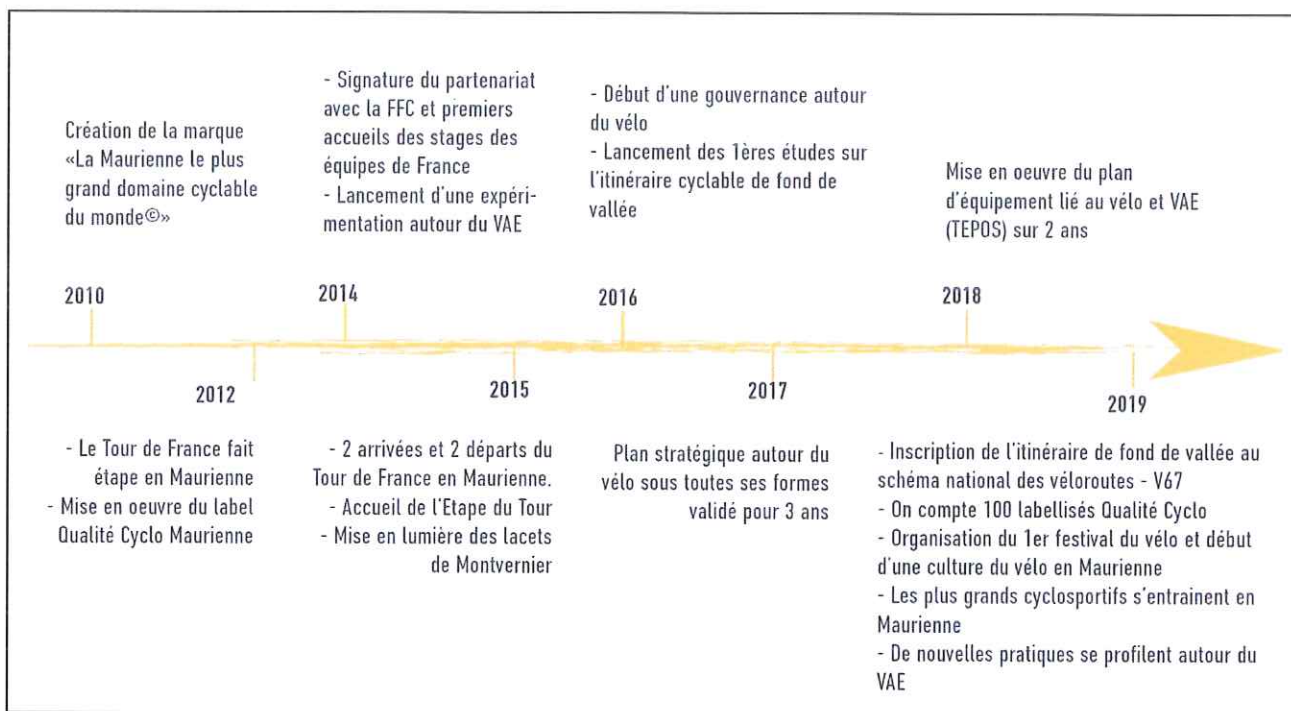 Création de la marque
«La Maurienne le plus
grand domaine cyclable
du monde©»
2010
- Signature du partenariat
avec la FFC et premiers
accueils des stages des
équipes de France
- Lancement d'une expéri-
mentation autour du VAE
2014
- Début d'une gouvernance autour
du vélo
- Lancement des 1ères études sur
l'itinéraire cyclable de fond de
vallée
2016
Mise en oeuvre du plan
d'équipement lié au vélo et VAE
(TEPOS) sur 2 ans
2018
2012
- Le Tour de France fait
étape en Maurienne
- Mise en oeuvre du label
Qualité Cyclo Maurienne
2015
- 2 arrivées et 2 départs du
Tour de France en Maurienne.
- Accueil de l'Etape du Tour
- Mise en lumière des lacets
de Montvernier
2017
Plan stratégique autour du
vélo sous toutes ses formes
validé pour 3 ans
2019
- Inscription de l'itinéraire de fond de vallée au
schéma national des véloroutes - V67
- On compte 100 labellisés Qualité Cyclo
- Organisation du 1er festival du vélo et début
d'une culture du vélo en Maurienne
- Les plus grands cyclosportifs s'entrainent en
Maurienne
- De nouvelles pratiques se profilent autour du
VAE